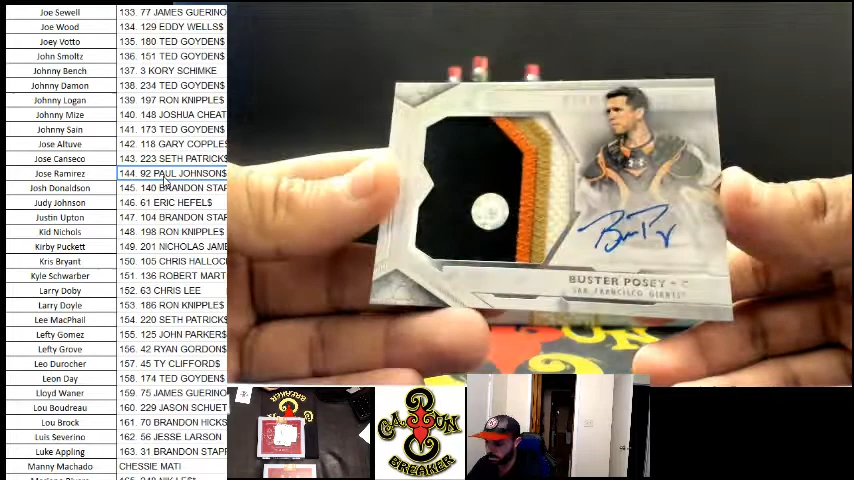 Joe Sewell 133. 77 JAMES GUERINO
Joe Wood 134. 129 EDDY WELLS$
Joey Votto 135. 180 TED GOYDEN$
John Smoltz 136. 151 TED GOYDEN$
Johnny Bench 137. 3 KORY SCHIMKE
Johnny Damon 138. 234 TED GOYDEN$
Johnny Logan 139. 197 RON KNIPPLE$
Johnny Mize 140. 148 JOSHUA CHEAT
Johnny Sain 141. 173 TED GOYDEN$
Jose Altuve 142. 118 GARY COPPLE$
Jose Canseco 143. 223 SETH PATRICK$
Jose Ramirez 144. 92 PAUL JOHNSON$
Josh Donaldson 145. 140 BRANDON STAP
Judy Johnson 146. 61 ERIC HEFEL$
Justin Upton 147. 104 BRANDON STAP
Kid Nichols 148. 198 RON KNIPPLE$
Kirby Puckett 149. 201 NICHOLAS JAME
Kris Bryant 150. 105 CHRIS HALLOC
Kyle Schwarber 151. 136 ROBERT MART
Larry Doby 152. 63 CHRIS LEE
Larry Doyle 153. 186 RON KNIPPLE$
Lee MacPhail 154. 220 SETH PATRICK$
Lefty Gomez 155. 125 JOHN PARKER$
Lefty Grove 156. 42 RYAN GORDON$
Leo Durocher 157. 45 TY CLIFFORD$
Leon Day 158. 174 TED GOYDEN$
Lloyd Waner 159. 75 JAMES GUERINO
Lou Boudreau 160. 229 JASON SCHUET
Lou Brock 161. 70 BRANDON HICKS
Luis Severino 162. 56 JESSE LARSON
Luke Appling 163. 31 BRANDON STAPP
Manny Machado CHESSIE MATI
BUSTER POSEY • C
SAN FRANCISCO GIANTS
CAJUN
BREAKER